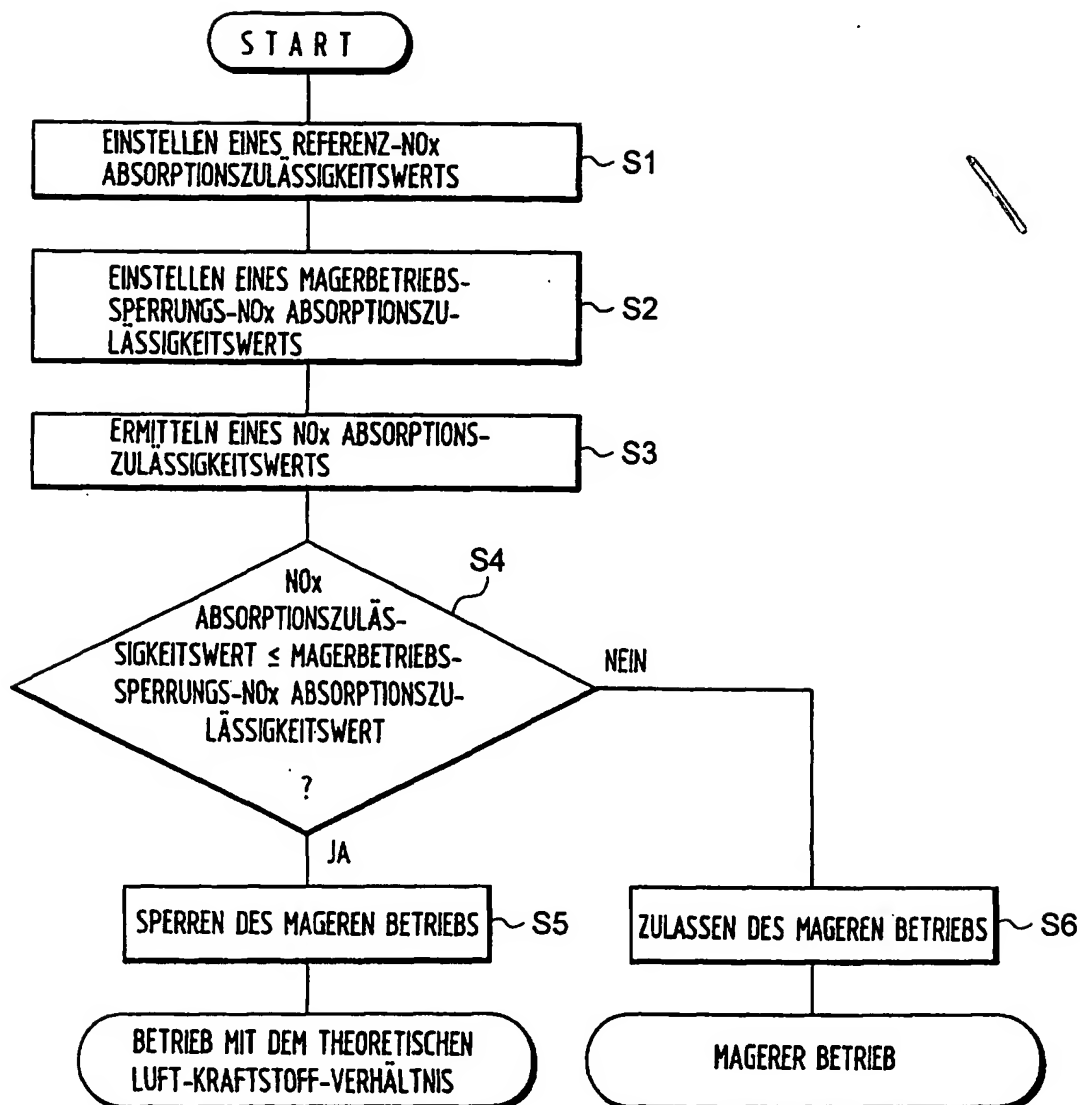 START
EINSTELLEN EINES REFERENZ-NOx
ABSORPTIONSZULÄSSIGKEITSWERTS
S1
EINSTELLEN EINES MAGERBETRIEBS-
SPERRUNGS-NOx ABSORPTIONSZU-
LÄSSIGKEITSWERTS
S2
ERMITTELN EINES NOx ABSORPTIONS-
ZULÄSSIGKEITSWERTS
S3
S4
NOx
ABSORPTIONSZULÄS-
SIGKEITSWERT ≤ MAGERBETRIEBS-
SPERRUNGS-NOx ABSORPTIONSZU-
LÄSSIGKEITSWERT
?
NEIN
JA
SPERREN DES MAGEREN BETRIEBS
S5
ZULASSEN DES MAGEREN BETRIEBS
S6
BETRIEB MIT DEM THEORETISCHEN
LUFT-KRAFTSTOFF-VERHÄLTNIS
MAGERER BETRIEB